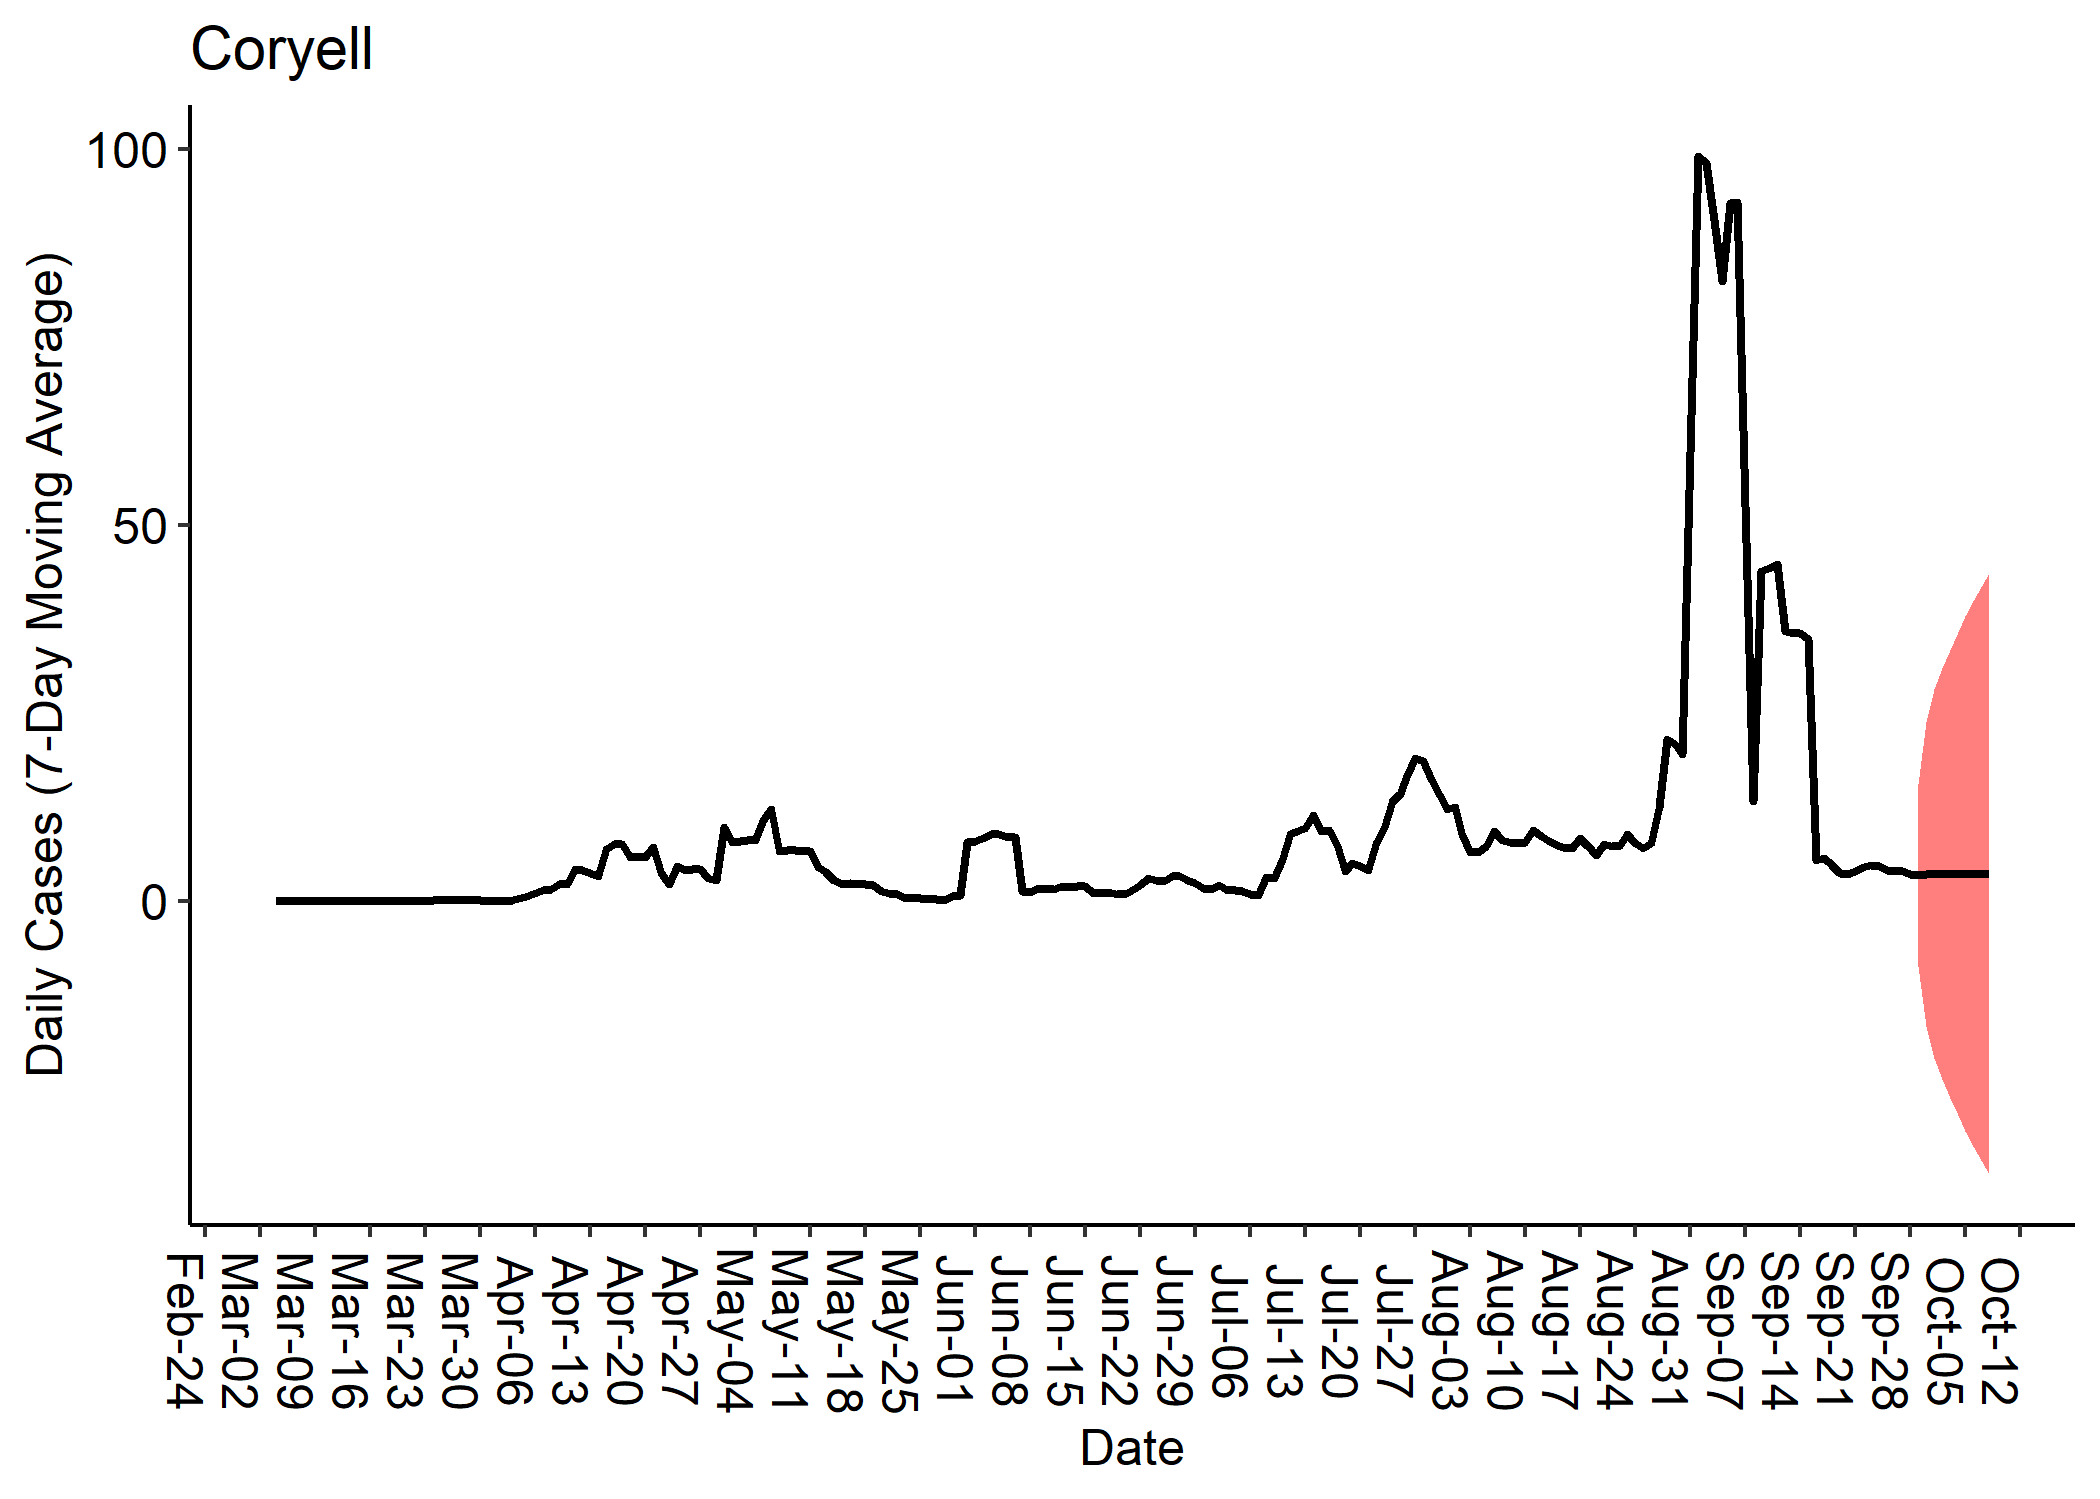 Coryell
Daily Cases (7-Day Moving Average)
100
50
0
Feb-24
Mar-02
Mar-09
Mar-16
Mar-23
Mar-30
Apr-06
Apr-13
Apr-20
Apr-27
May-04
May-11
May-18
May-25
Jun-01
Jun-08
Jun-15
Jun-22
Jun-29
Jul-06
Jul-13
Jul-20
Jul-27
Aug-03
Aug-10
Aug-17
Aug-24
Aug-31
Sep-07
Sep-14
Sep-21
Sep-28
Oct-05
Oct-12
Date